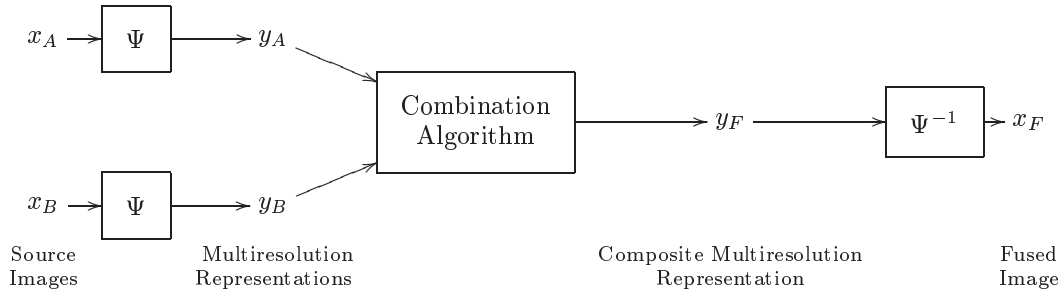 x_A Ψ y_A
Combination
Algorithm
y_F Ψ^{-1} x_F
x_B Ψ y_B
Source
Images
Multiresolution
Representations
Composite Multiresolution
Representation
Fused
Image